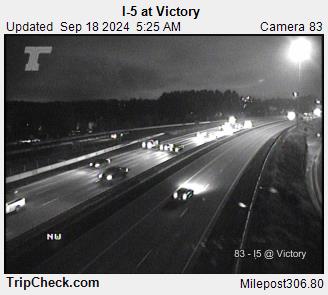 I-5 at Victory
Updated Sep 18 2024 5:25 AM Camera 83
T
NW
83 - I5 @ Victory
TripCheck.com Milepost306.80